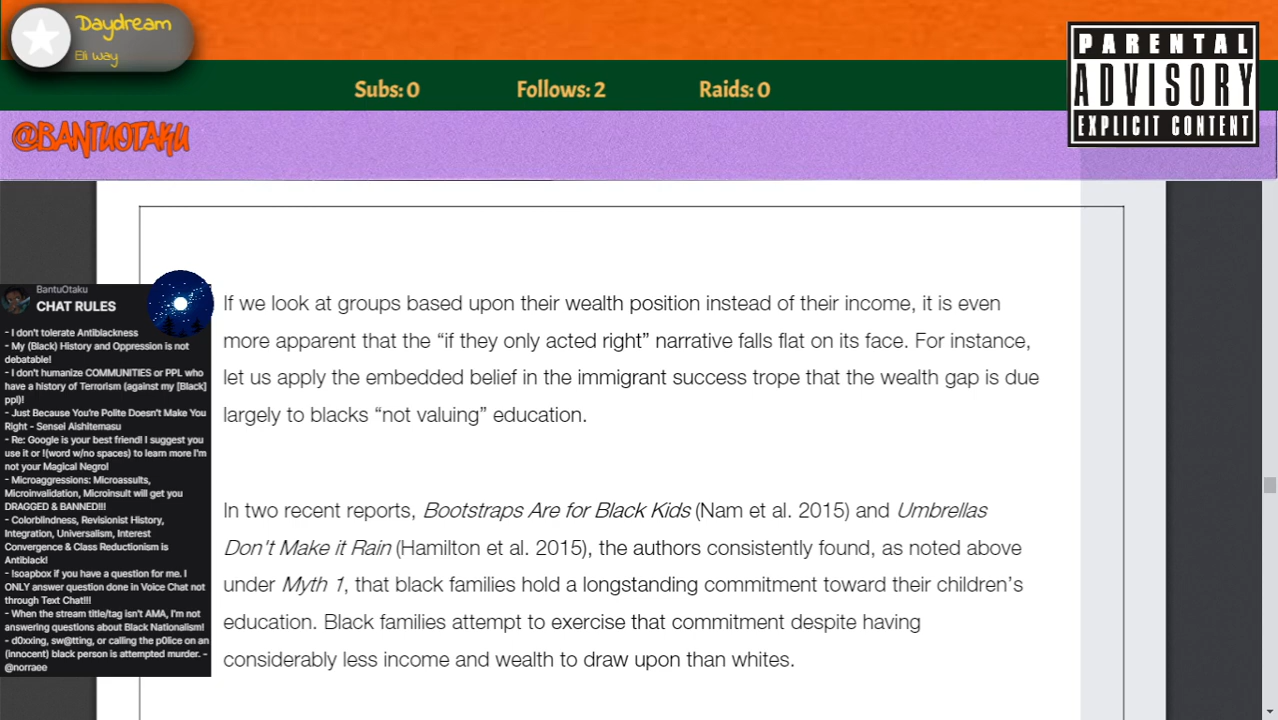 Daydream
Eli way
Subs: 0
Follows: 2
Raids: 0
PARENTAL
ADVISORY
EXPLICIT CONTENT
@BANTUOTAKU
BantuOtaku
CHAT RULES
- I don't tolerate Antiblackness
- My (Black) History and Oppression is not
debatable!
- I don't humanize COMMUNITIES or PPL who
have a history of Terrorism (against my [Black]
ppl)!
- Just Because You're Polite Doesn't Make You
Right - Sensei Aishitemasu
- Re: Google is your best friend! I suggest you
use it or !(word w/no spaces) to learn more I'm
not your Magical Negro!
- Microaggressions: Microassults,
Microinvalidation, Microinsult will get you
DRAGGED & BANNED!!!
- Colorblindness, Revisionist History,
Integration, Universalism, Interest
Convergence & Class Reductionism is
Antiblack!
- !soapbox if you have a question for me. I
ONLY answer question done in Voice Chat not
through Text Chat!!!
- When the stream title/tag isn't AMA, I'm not
answering questions about Black Nationalism!
- d0xxing, sw@tting, or calling the p0lice on an
(innocent) black person is attempted murder. -
@norraee
If we look at groups based upon their wealth position instead of their income, it is even
more apparent that the “if they only acted right” narrative falls flat on its face. For instance,
let us apply the embedded belief in the immigrant success trope that the wealth gap is due
largely to blacks “not valuing” education.
In two recent reports, Bootstraps Are for Black Kids (Nam et al. 2015) and Umbrellas
Don't Make it Rain (Hamilton et al. 2015), the authors consistently found, as noted above
under Myth 1, that black families hold a longstanding commitment toward their children's
education. Black families attempt to exercise that commitment despite having
considerably less income and wealth to draw upon than whites.